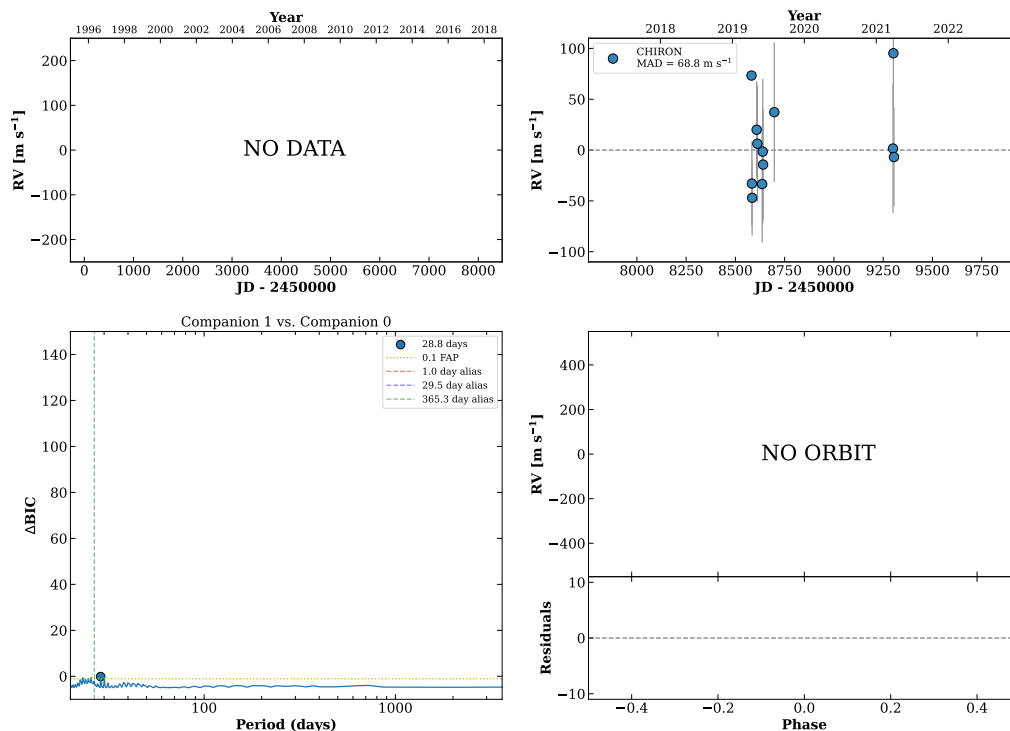 Year
1996 1998 2000 2002 2004 2006 2008 2010 2012 2014 2016 2018
200
100
0
−100
−200
RV [m s⁻¹]
NO DATA
0 1000 2000 3000 4000 5000 6000 7000 8000
JD - 2450000
Year
2018 2019 2020 2021 2022
100
50
0
−50
−100
RV [m s⁻¹]
CHIRON
MAD = 68.8 m s⁻¹
8000 8250 8500 8750 9000 9250 9500 9750
JD - 2450000
Companion 1 vs. Companion 0
140
120
100
80
60
40
20
0
ΔBIC
28.8 days
0.1 FAP
1.0 day alias
29.5 day alias
365.3 day alias
100 1000
Period (days)
400
200
0
−200
−400
RV [m s⁻¹]
NO ORBIT
10
0
−10
Residuals
−0.4 −0.2 0.0 0.2 0.4
Phase